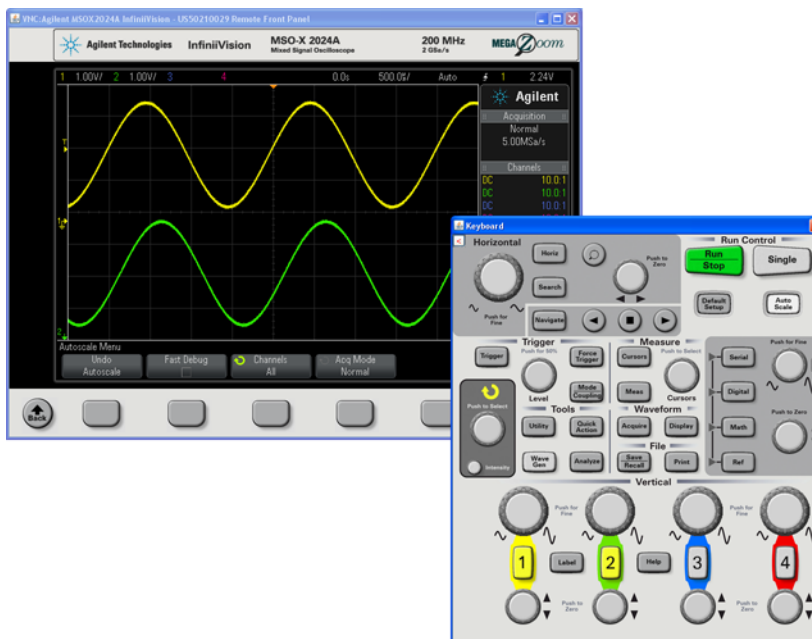 VNC:Agilent MSOX2024A InfiniiVision - US50210029 Remote Front Panel
Agilent Technologies InfiniiVision MSO-X 2024A 200 MHz MEGA Zoom
Mixed Signal Oscilloscope 2 GSa/s
1 1.00V/ 2 1.00V/ 3 4 0.0s 500.0 / Auto 1 2.24V
Agilent
Acquisition
Normal
5.00MSa/s
Channels
DC 10.0:1
DC 10.0:1
DC 10.0:1
T
1
2
Autoscale Menu
Undo Autoscale
Fast Debug
Channels All
Acq Mode Normal
Back
Keyboard
<
Horizontal
Push for Fine
Horiz
Search
Navigate
Push to Zero
Run Control
Run Stop
Single
Default Setup
Auto Scale
Trigger
Push for 50%
Trigger
Force Trigger
Level
Mode Coupling
Measure
Cursors
Push to Select
Meas
Cursors
Push to Select
Intensity
Tools
Utility
Quick Action
Wave Gen
Analyze
Waveform
Acquire
Display
File
Save Recall
Print
Serial
Digital
Math
Ref
Push for Fine
Push to Zero
Vertical
Push for Fine
Push for Fine
1
Label
2
Help
3
4
Push to Zero
Push to Zero